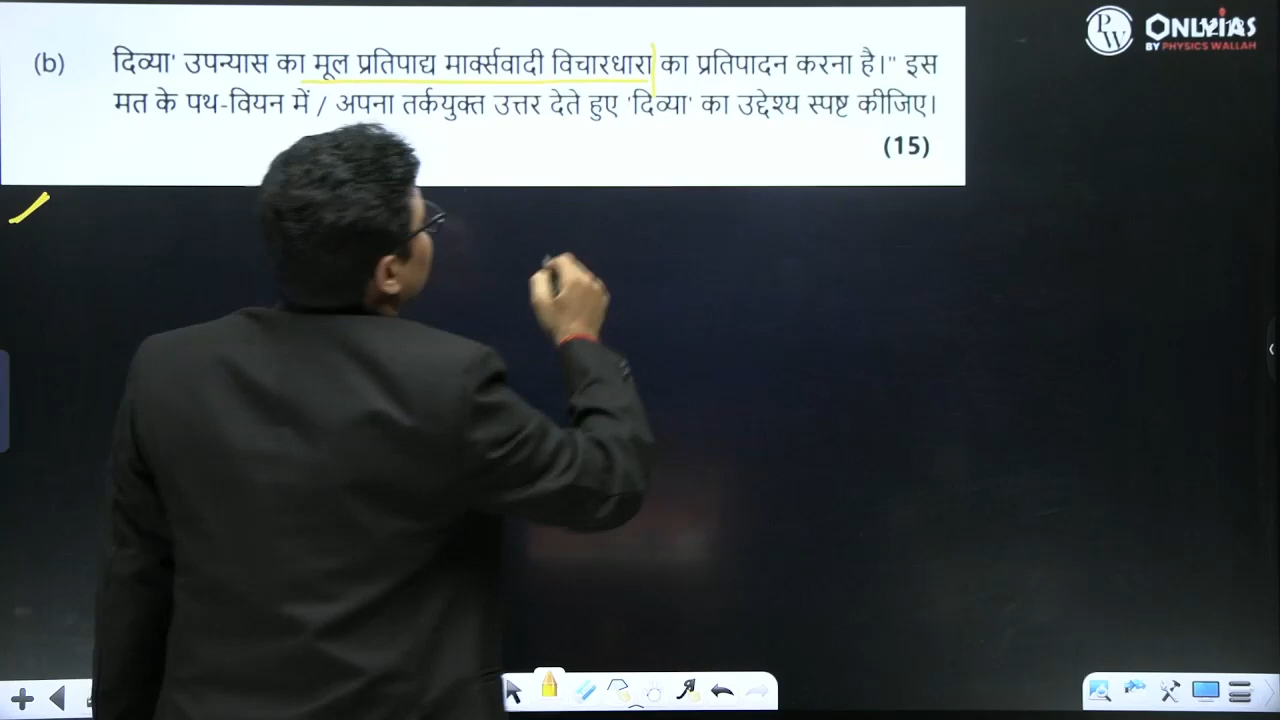 (b) दिव्या' उपन्यास का मूल प्रतिपाद्य मार्क्सवादी विचारधारा का प्रतिपादन करना है।" इस
मत के पथ-वियन में / अपना तर्कयुक्त उत्तर देते हुए 'दिव्या' का उद्देश्य स्पष्ट कीजिए।
(15)
PW
ONLYIAS
BY PHYSICS WALLAH